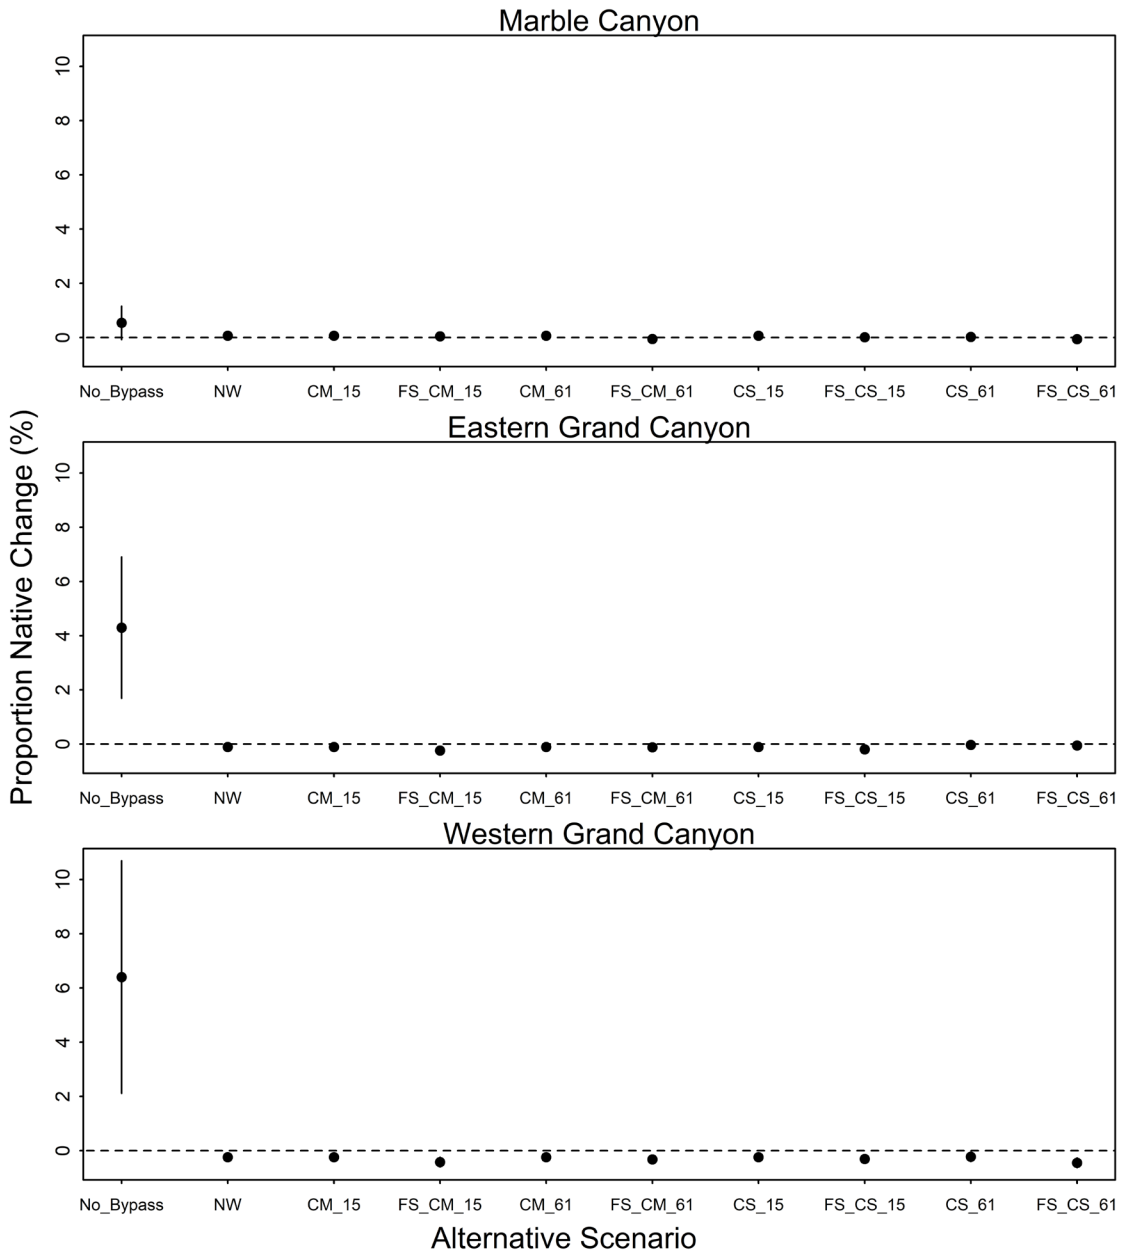 Marble Canyon
10
8
6
4
2
0
No_Bypass NW CM_15 FS_CM_15 CM_61 FS_CM_61 CS_15 FS_CS_15 CS_61 FS_CS_61
Eastern Grand Canyon
Proportion Native Change (%)
10
8
6
4
2
0
No_Bypass NW CM_15 FS_CM_15 CM_61 FS_CM_61 CS_15 FS_CS_15 CS_61 FS_CS_61
Western Grand Canyon
10
8
6
4
2
0
No_Bypass NW CM_15 FS_CM_15 CM_61 FS_CM_61 CS_15 FS_CS_15 CS_61 FS_CS_61
Alternative Scenario